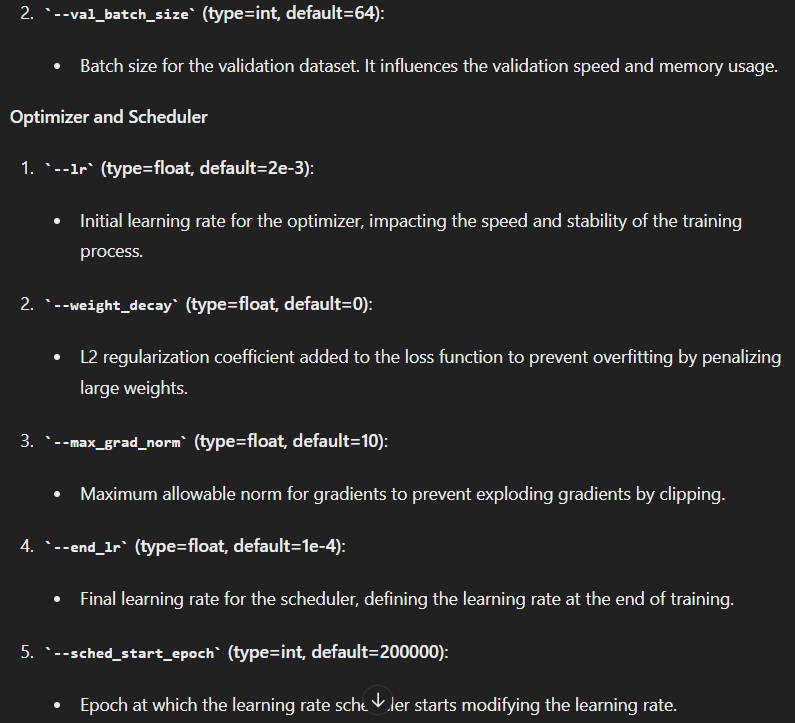 2. `--val_batch_size` (type=int, default=64):
• Batch size for the validation dataset. It influences the validation speed and memory usage.
Optimizer and Scheduler
1. `--lr` (type=float, default=2e-3):
• Initial learning rate for the optimizer, impacting the speed and stability of the training
process.
2. `--weight_decay` (type=float, default=0):
• L2 regularization coefficient added to the loss function to prevent overfitting by penalizing
large weights.
3. `--max_grad_norm` (type=float, default=10):
• Maximum allowable norm for gradients to prevent exploding gradients by clipping.
4. `--end_lr` (type=float, default=1e-4):
• Final learning rate for the scheduler, defining the learning rate at the end of training.
5. `--sched_start_epoch` (type=int, default=200000):
• Epoch at which the learning rate starts modifying the learning rate.